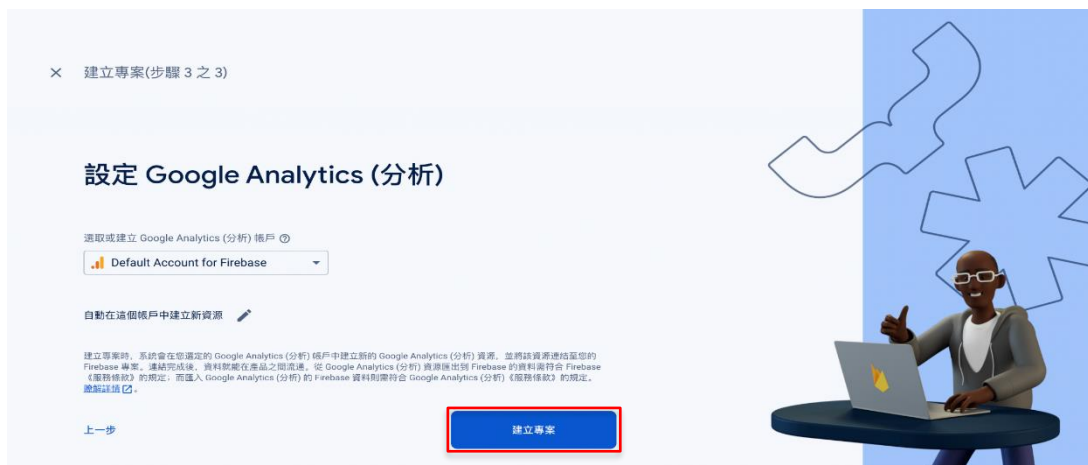 建立專案(步驟 3 之 3)
設定 Google Analytics (分析)
選取或建立 Google Analytics (分析) 帳戶
Default Account for Firebase
自動在這個帳戶中建立新資源
建立專案時，系統會在您選定的 Google Analytics (分析) 帳戶中建立新的 Google Analytics (分析) 資源，並將該資源連結至您的
Firebase 專案。連結完成後，資料就能在產品之間流通。從 Google Analytics (分析) 資源匯出到 Firebase 的資料需符合 Firebase
《服務條款》的規定；而匯入 Google Analytics (分析) 的 Firebase 資料則需符合 Google Analytics (分析)《服務條款》的規定。
瞭解詳情。
上一步
建立專案